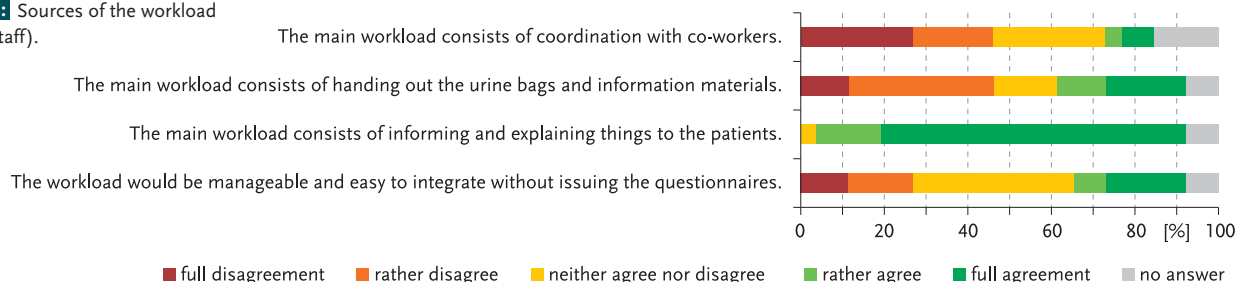 : Sources of the workload
taff).
The main workload consists of coordination with co-workers.
The main workload consists of handing out the urine bags and information materials.
The main workload consists of informing and explaining things to the patients.
The workload would be manageable and easy to integrate without issuing the questionnaires.
0 20 40 60 80 [%] 100
full disagreement rather disagree neither agree nor disagree rather agree full agreement no answer